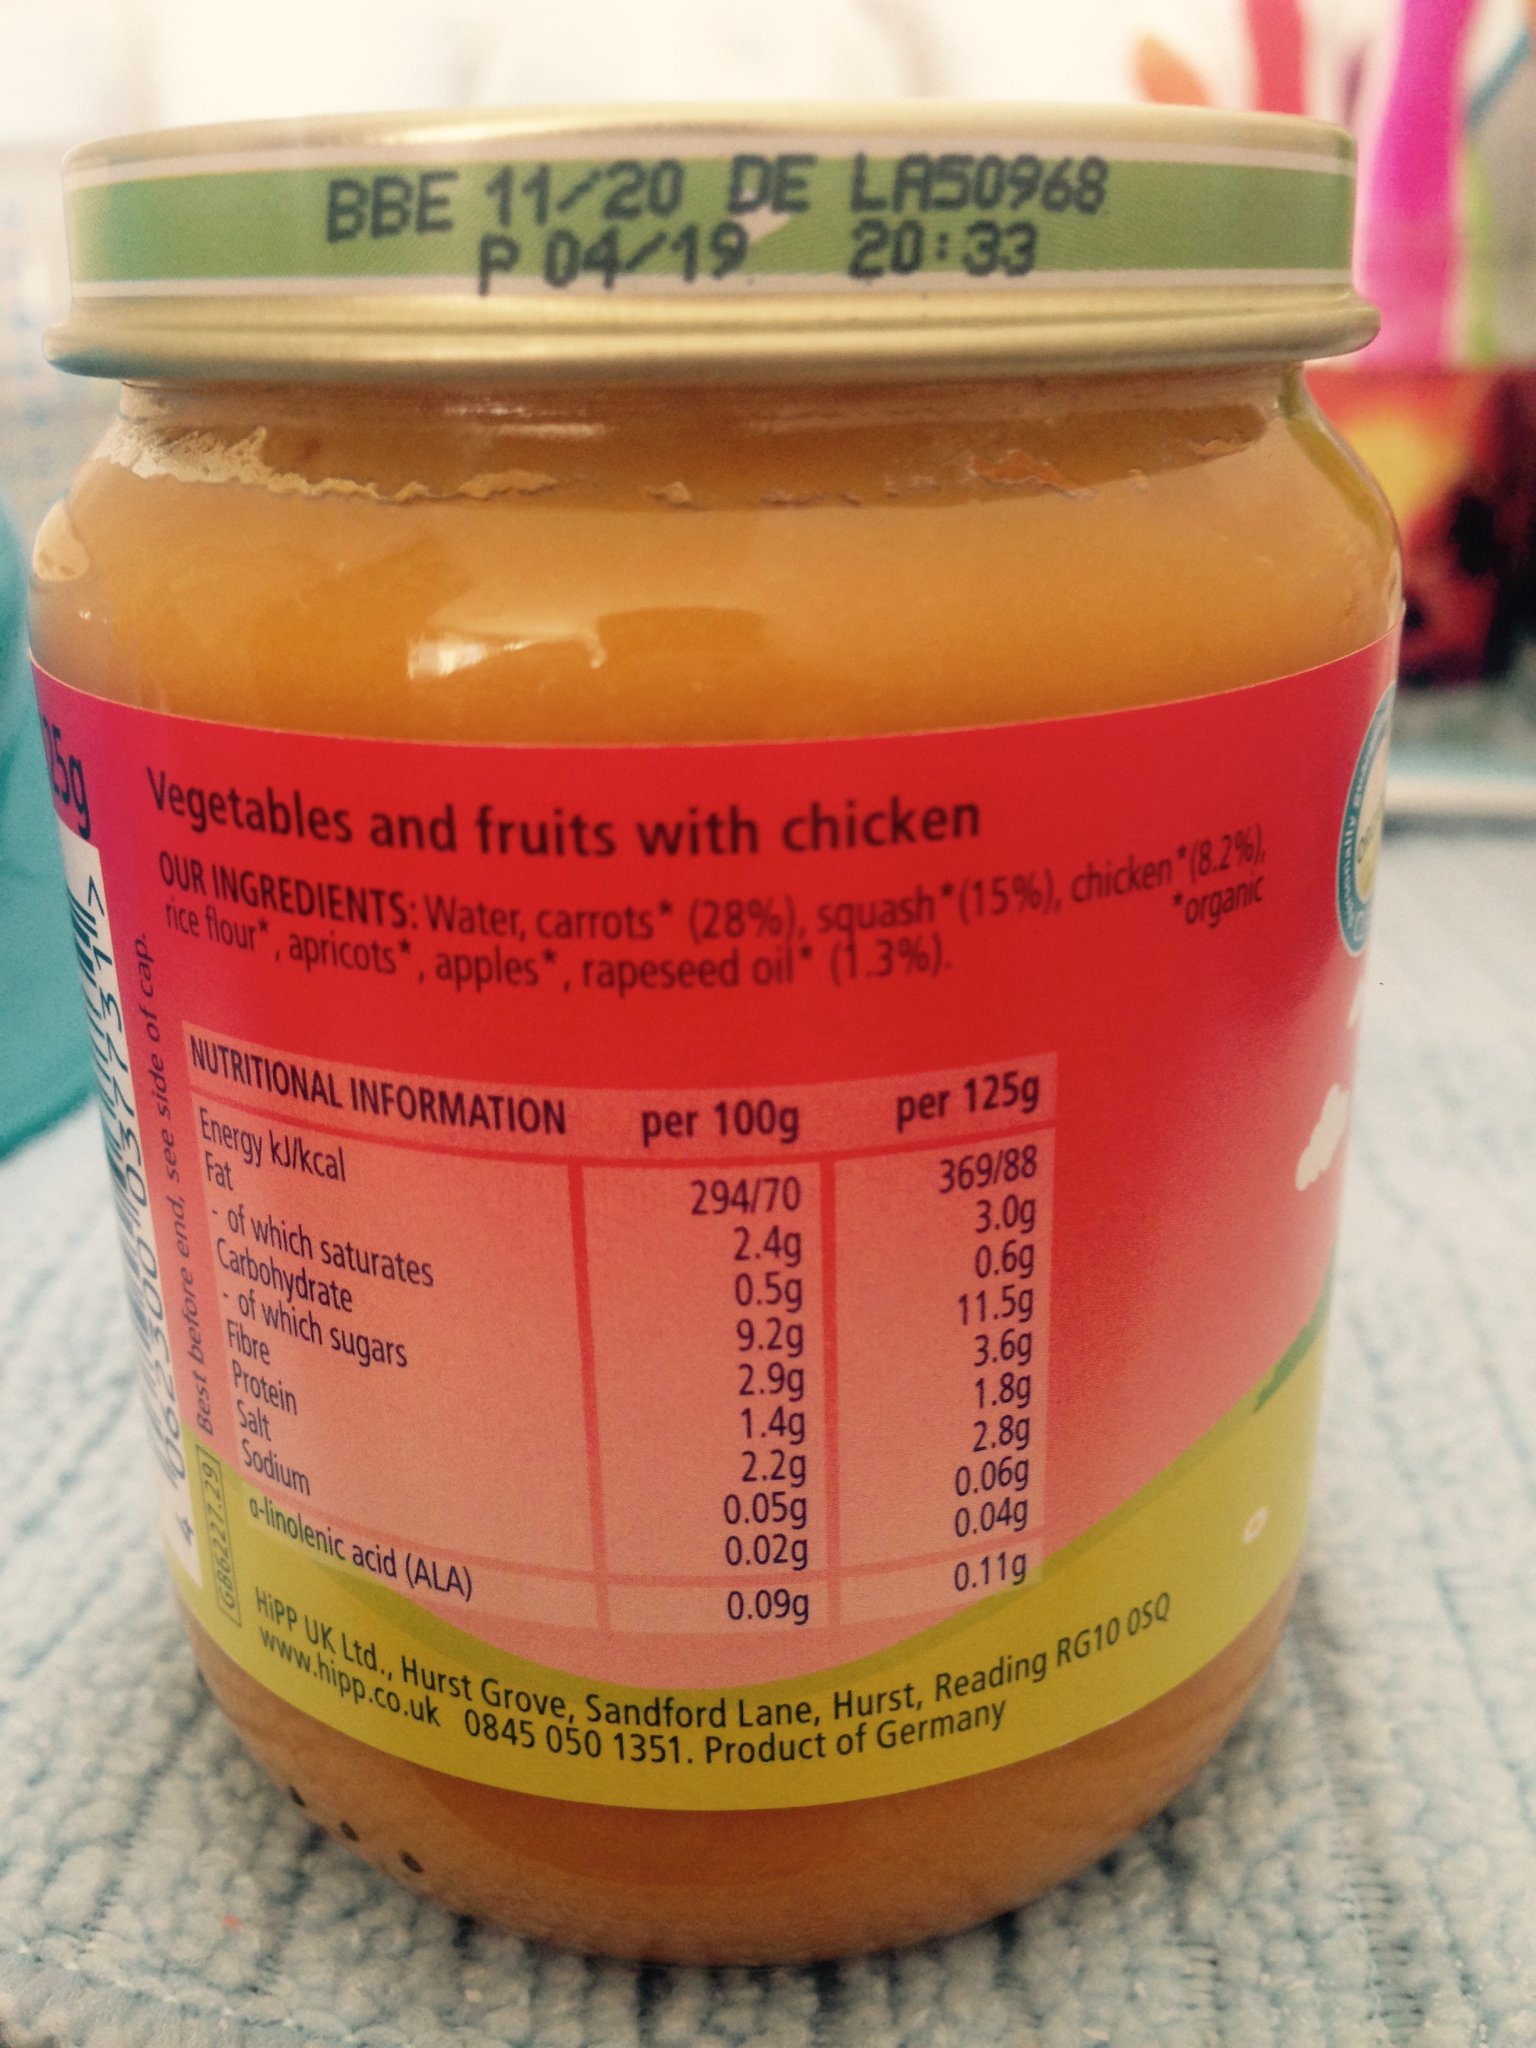 BBE 11/20 DE LA50968
P 04/19 20:33
Vegetables and fruits with chicken
OUR INGREDIENTS: Water, carrots* (28%), squash*(15%), chicken*(8.2%),
rice flour*, apricots*, apples*, rapeseed oil* (1.3%).
*organic
NUTRITIONAL INFORMATION per 100g per 125g
Energy kJ/kcal 294/70 369/88
Fat 2.4g 3.0g
- of which saturates 0.5g 0.6g
Carbohydrate 9.2g 11.5g
- of which sugars 2.9g 3.6g
Fibre 1.4g 1.8g
Protein 2.2g 2.8g
Salt 0.05g 0.06g
Sodium 0.02g 0.04g
α-linolenic acid (ALA) 0.09g 0.11g
HiPP UK Ltd., Hurst Grove, Sandford Lane, Hurst, Reading RG10 0SQ
www.hipp.co.uk 0845 050 1351. Product of Germany
Best before end, see side of cap.
GB6227.29